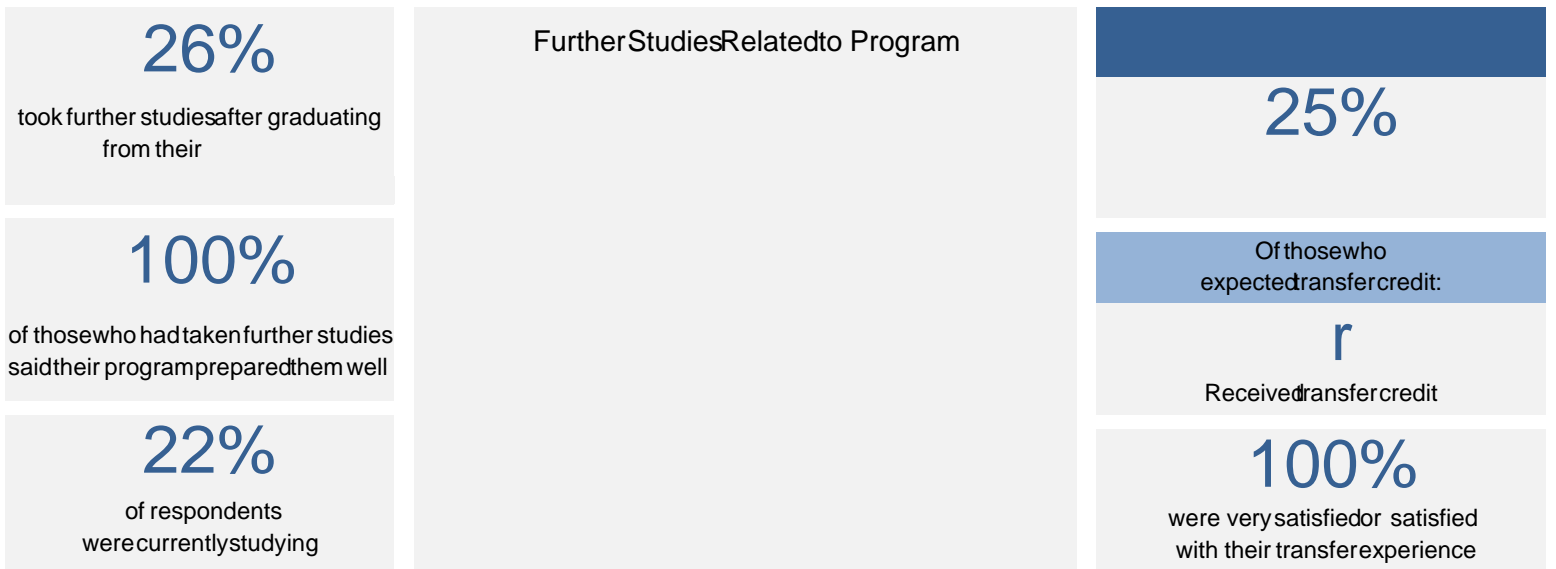 26%
took further studies after graduating
from their
100%
of those who had taken further studies
said their program prepared them well
22%
of respondents
were currently studying
Further Studies Related to Program
25%
Of those who
expected transfer credit:
r
Received transfer credit
100%
were very satisfied or satisfied
with their transfer experience